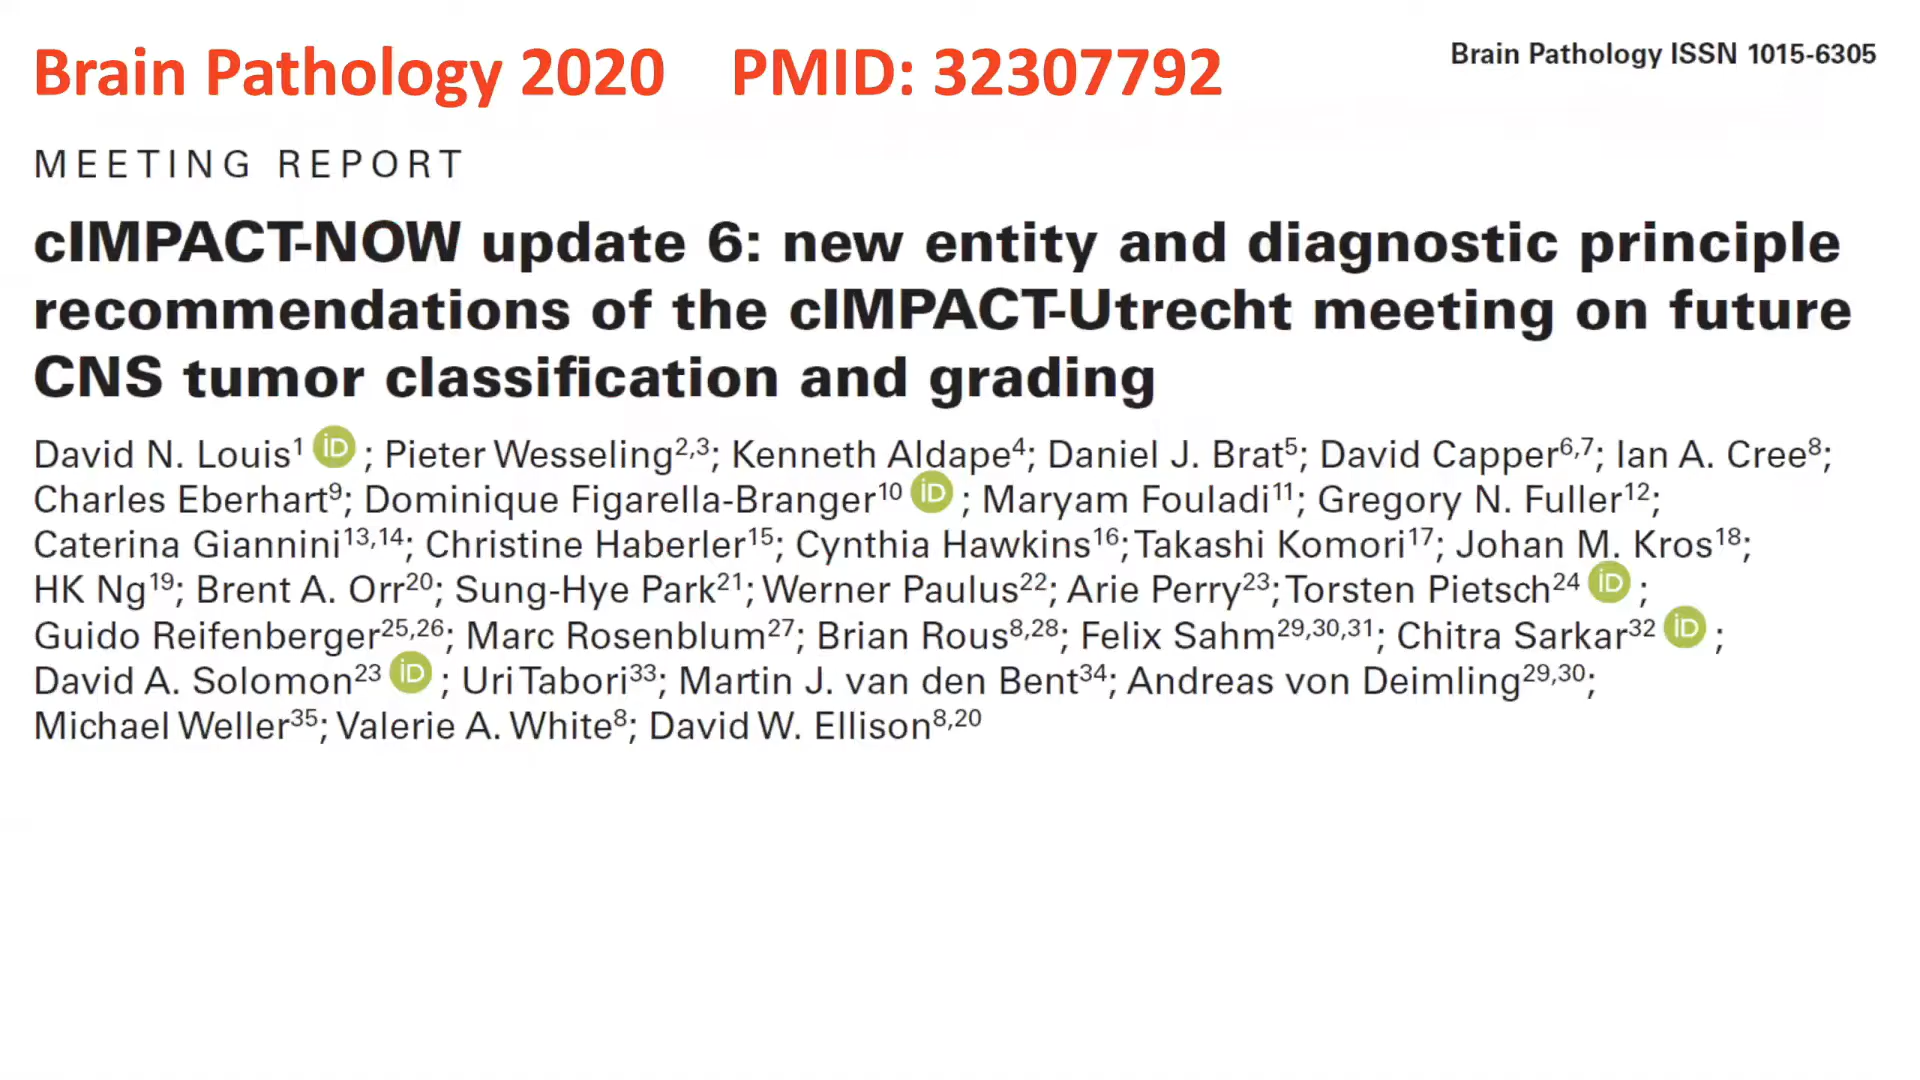 Brain Pathology 2020 PMID: 32307792
Brain Pathology ISSN 1015-6305
MEETING REPORT
cIMPACT-NOW update 6: new entity and diagnostic principle
recommendations of the cIMPACT-Utrecht meeting on future
CNS tumor classification and grading
David N. Louis¹ iD ; Pieter Wesseling²,³; Kenneth Aldape⁴; Daniel J. Brat⁵; David Capper⁶,⁷; Ian A. Cree⁸;
Charles Eberhart⁹; Dominique Figarella-Branger¹⁰ iD ; Maryam Fouladi¹¹; Gregory N. Fuller¹²;
Caterina Giannini¹³,¹⁴; Christine Haberler¹⁵; Cynthia Hawkins¹⁶; Takashi Komori¹⁷; Johan M. Kros¹⁸;
HK Ng¹⁹; Brent A. Orr²⁰; Sung-Hye Park²¹; Werner Paulus²²; Arie Perry²³; Torsten Pietsch²⁴ iD ;
Guido Reifenberger²⁵,²⁶; Marc Rosenblum²⁷; Brian Rous⁸,²⁸; Felix Sahm²⁹,³⁰,³¹; Chitra Sarkar³² iD ;
David A. Solomon²³ iD ; Uri Tabori³³; Martin J. van den Bent³⁴; Andreas von Deimling²⁹,³⁰;
Michael Weller³⁵; Valerie A. White⁸; David W. Ellison⁸,²⁰